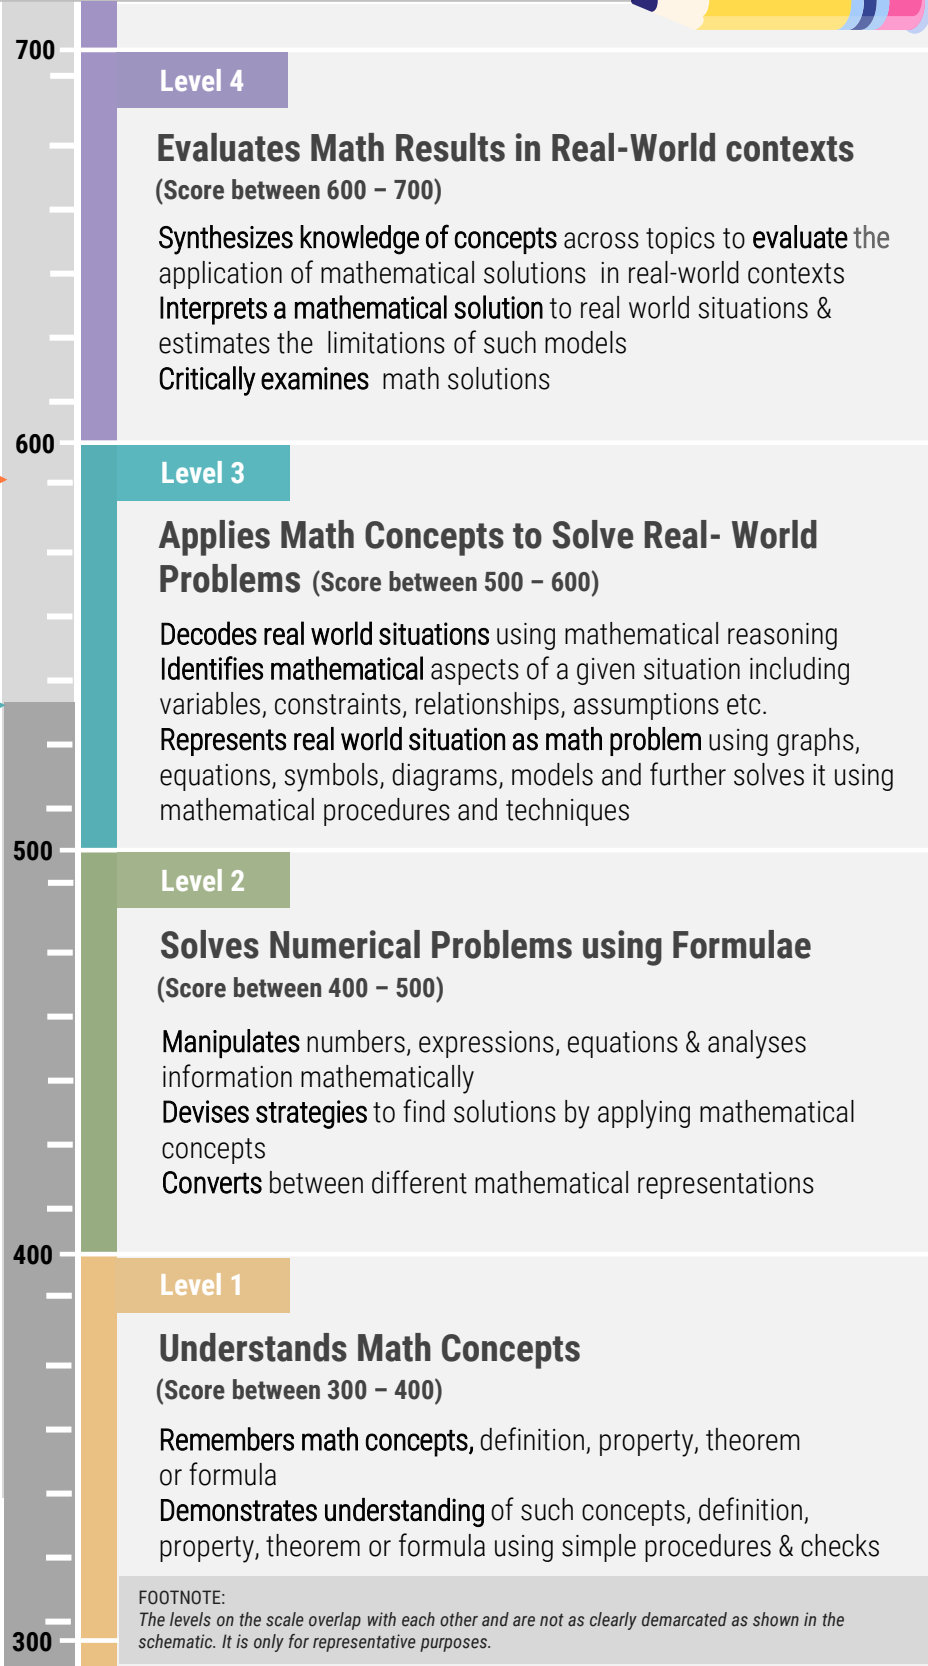 700
Level 4
Evaluates Math Results in Real-World contexts
(Score between 600 – 700)
Synthesizes knowledge of concepts across topics to evaluate the
application of mathematical solutions in real-world contexts
Interprets a mathematical solution to real world situations &
estimates the limitations of such models
Critically examines math solutions
600
Level 3
Applies Math Concepts to Solve Real- World
Problems (Score between 500 – 600)
Decodes real world situations using mathematical reasoning
Identifies mathematical aspects of a given situation including
variables, constraints, relationships, assumptions etc.
Represents real world situation as math problem using graphs,
equations, symbols, diagrams, models and further solves it using
mathematical procedures and techniques
500
Level 2
Solves Numerical Problems using Formulae
(Score between 400 – 500)
Manipulates numbers, expressions, equations & analyses
information mathematically
Devises strategies to find solutions by applying mathematical
concepts
Converts between different mathematical representations
400
Level 1
Understands Math Concepts
(Score between 300 – 400)
Remembers math concepts, definition, property, theorem
or formula
Demonstrates understanding of such concepts, definition,
property, theorem or formula using simple procedures & checks
FOOTNOTE:
The levels on the scale overlap with each other and are not as clearly demarcated as shown in the
schematic. It is only for representative purposes.
300